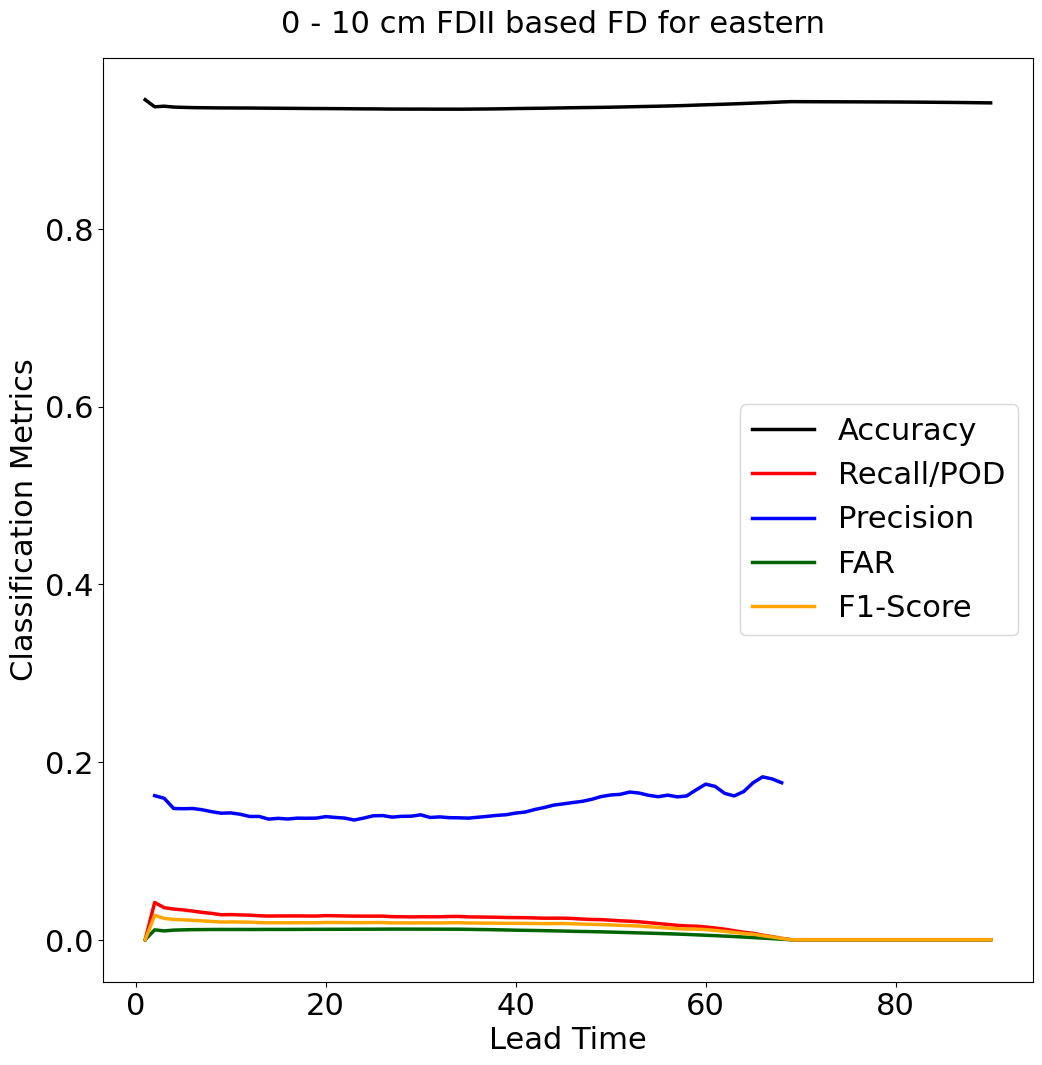 0 - 10 cm FDII based FD for eastern
Classification Metrics
0.8
0.6
0.4
0.2
0.0
Accuracy
Recall/POD
Precision
FAR
F1-Score
0 20 40 60 80
Lead Time